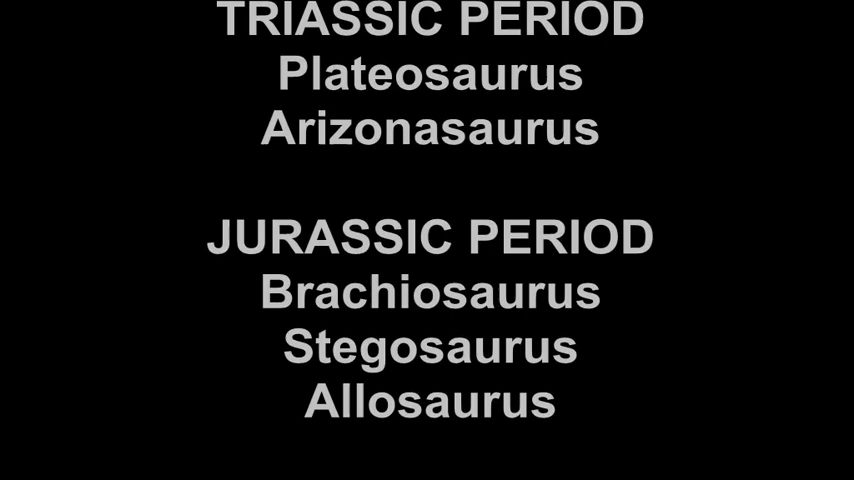 TRIASSIC PERIOD
Plateosaurus
Arizonasaurus
JURASSIC PERIOD
Brachiosaurus
Stegosaurus
Allosaurus